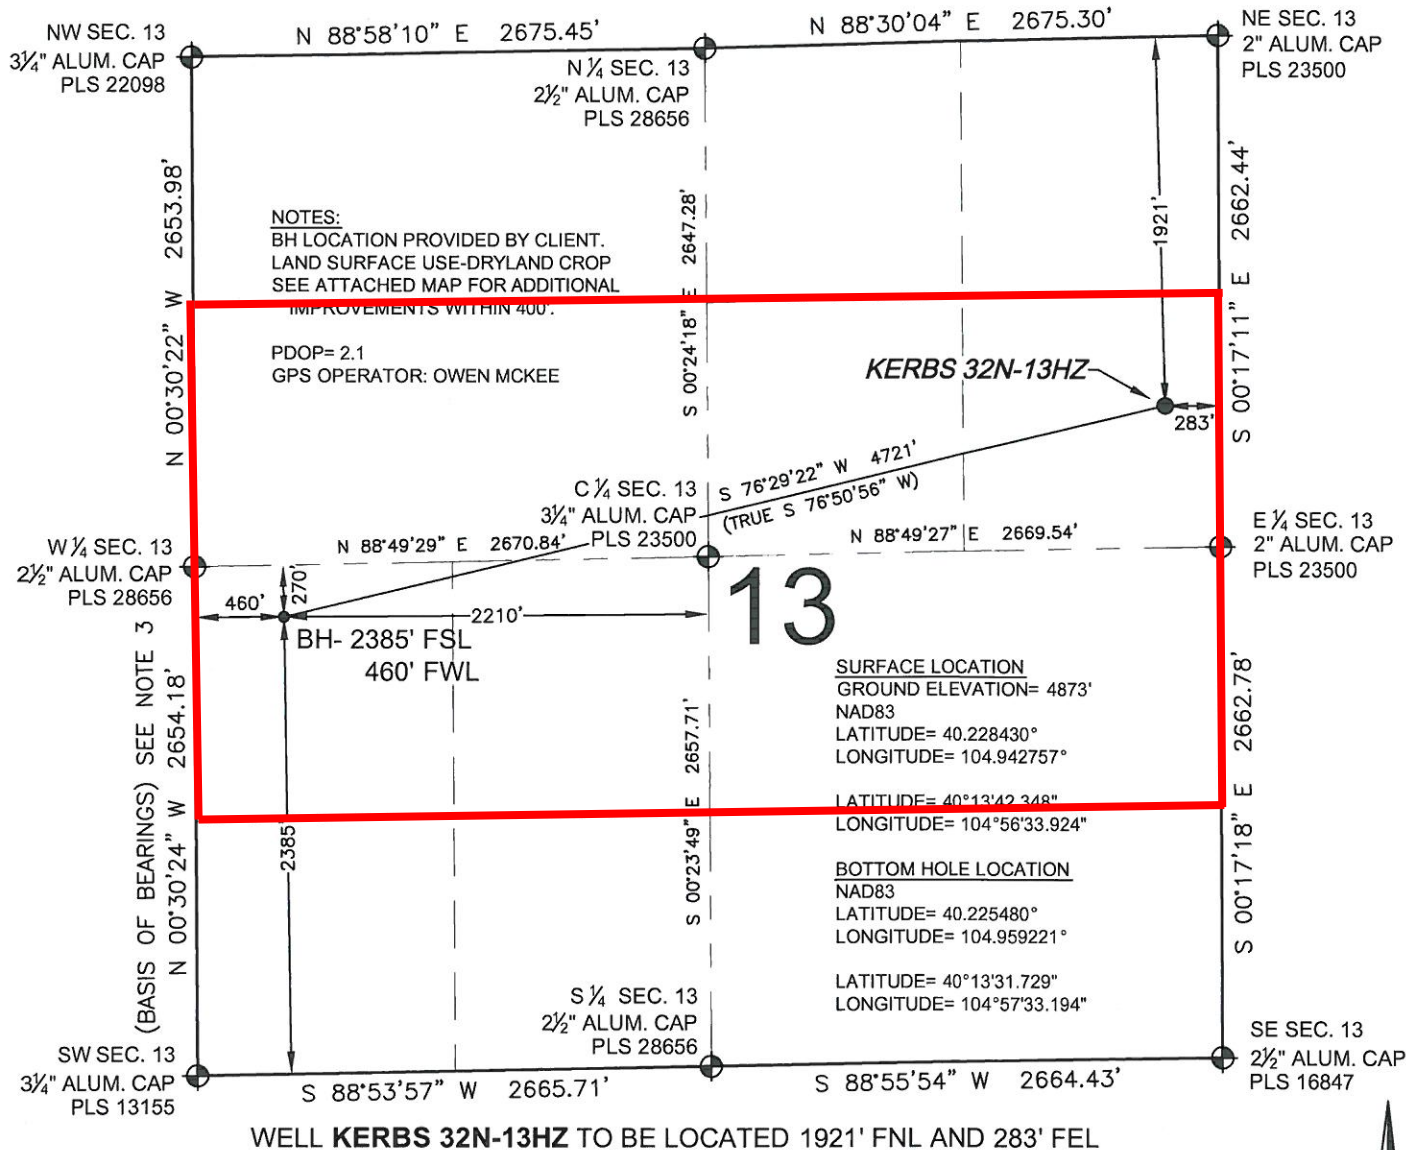 NW SEC. 13
3¼" ALUM. CAP
PLS 22098
N 88°58'10" E 2675.45'
N ¼ SEC. 13
2½" ALUM. CAP
PLS 28656
N 88°30'04" E 2675.30'
NE SEC. 13
2" ALUM. CAP
PLS 23500
N 00°30'22" W 2653.98'
NOTES:
BH LOCATION PROVIDED BY CLIENT.
LAND SURFACE USE-DRYLAND CROP
SEE ATTACHED MAP FOR ADDITIONAL
IMPROVEMENTS WITHIN 400'.
PDOP= 2.1
GPS OPERATOR: OWEN MCKEE
S 00°24'18" E 2647.28'
1921'
S 00°17'11" E 2662.44'
KERBS 32N-13HZ
283'
S 76°29'22" W 4721'
(TRUE S 76°50'56" W)
C ¼ SEC. 13
3¼" ALUM. CAP
PLS 23500
W ¼ SEC. 13
2½" ALUM. CAP
PLS 28656
N 88°49'29" E 2670.84'
N 88°49'27" E 2669.54'
E ¼ SEC. 13
2" ALUM. CAP
PLS 23500
460'
270'
2210'
13
BH- 2385' FSL
460' FWL
2385'
(BASIS OF BEARINGS) SEE NOTE 3
N 00°30'24" W 2654.18'
S 00°23'49" E 2657.71'
SURFACE LOCATION
GROUND ELEVATION= 4873'
NAD83
LATITUDE= 40.228430°
LONGITUDE= 104.942757°
LATITUDE= 40°13'42.348"
LONGITUDE= 104°56'33.924"
BOTTOM HOLE LOCATION
NAD83
LATITUDE= 40.225480°
LONGITUDE= 104.959221°
LATITUDE= 40°13'31.729"
LONGITUDE= 104°57'33.194"
S 00°17'18" E 2662.78'
SW SEC. 13
3¼" ALUM. CAP
PLS 13155
S 88°53'57" W 2665.71'
S ¼ SEC. 13
2½" ALUM. CAP
PLS 28656
S 88°55'54" W 2664.43'
SE SEC. 13
2½" ALUM. CAP
PLS 16847
WELL KERBS 32N-13HZ TO BE LOCATED 1921' FNL AND 283' FEL